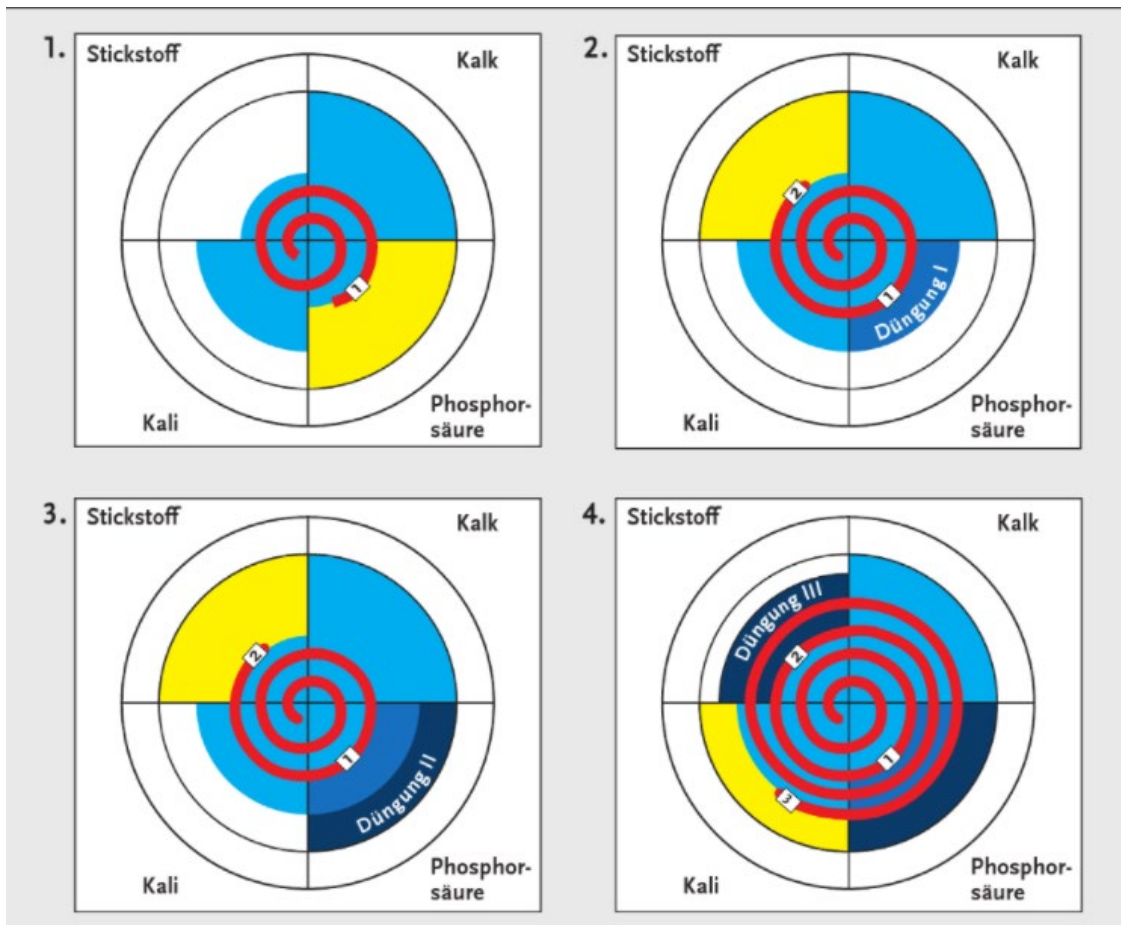 1.
Stickstoff
Kalk
1
Kali
Phosphor-
säure
2.
Stickstoff
Kalk
2
1
Düngung I
Kali
Phosphor-
säure
3.
Stickstoff
Kalk
2
1
Düngung II
Kali
Phosphor-
säure
4.
Stickstoff
Kalk
Düngung III
2
1
3
Kali
Phosphor-
säure